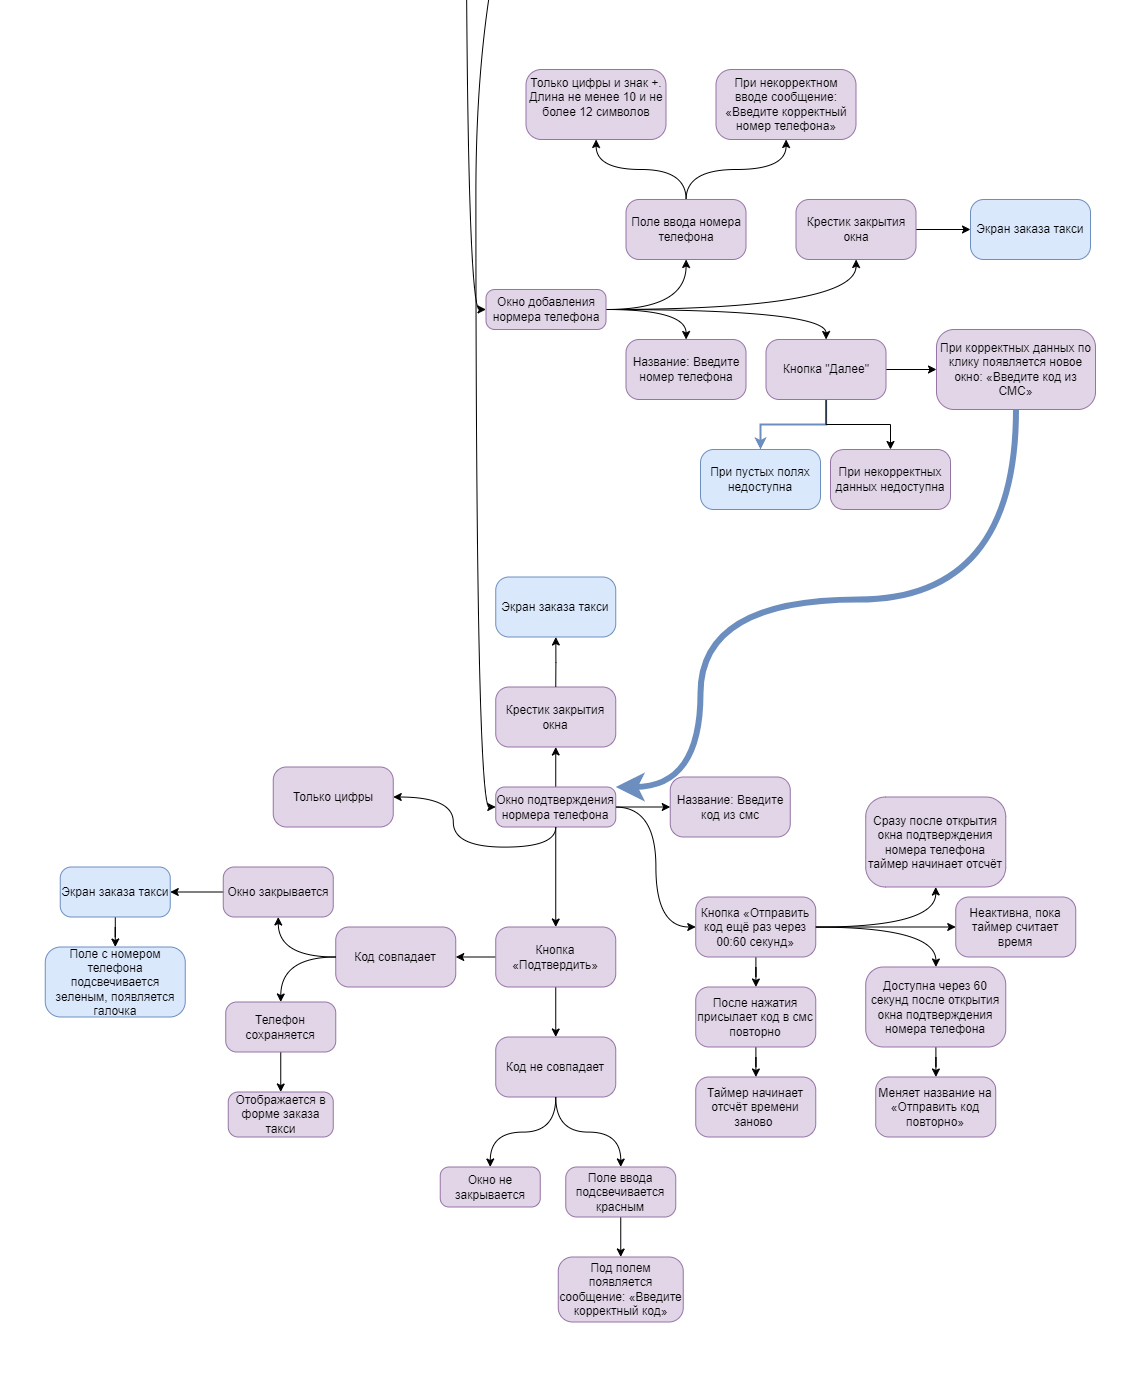 Только цифры и знак +.
Длина не менее 10 и не
более 12 символов
При некорректном
вводе сообщение:
«Введите корректный
номер телефона»
Поле ввода номера
телефона
Крестик закрытия
окна
Экран заказа такси
Окно добавления
нормера телефона
Название: Введите
номер телефона
Кнопка "Далее"
При корректных данных по
клику появляется новое
окно: «Введите код из
СМС»
При пустых полях
недоступна
При некорректных
данных недоступна
Экран заказа такси
Крестик закрытия
окна
Только цифры
Окно подтверждения
нормера телефона
Название: Введите
код из смс
Сразу после открытия
окна подтверждения
номера телефона
таймер начинает отсчёт
Экран заказа такси
Окно закрывается
Кнопка «Отправить
код ещё раз через
00:60 секунд»
Неактивна, пока
таймер считает
время
Поле с номером
телефона
подсвечивается
зеленым, появляется
галочка
Код совпадает
Кнопка
«Подтвердить»
Телефон
сохраняется
После нажатия
присылает код в смс
повторно
Доступна через 60
секунд после открытия
окна подтверждения
номера телефона
Отображается в
форме заказа
такси
Код не совпадает
Таймер начинает
отсчёт времени
заново
Меняет название на
«Отправить код
повторно»
Окно не
закрывается
Поле ввода
подсвечивается
красным
Под полем
появляется
сообщение: «Введите
корректный код»